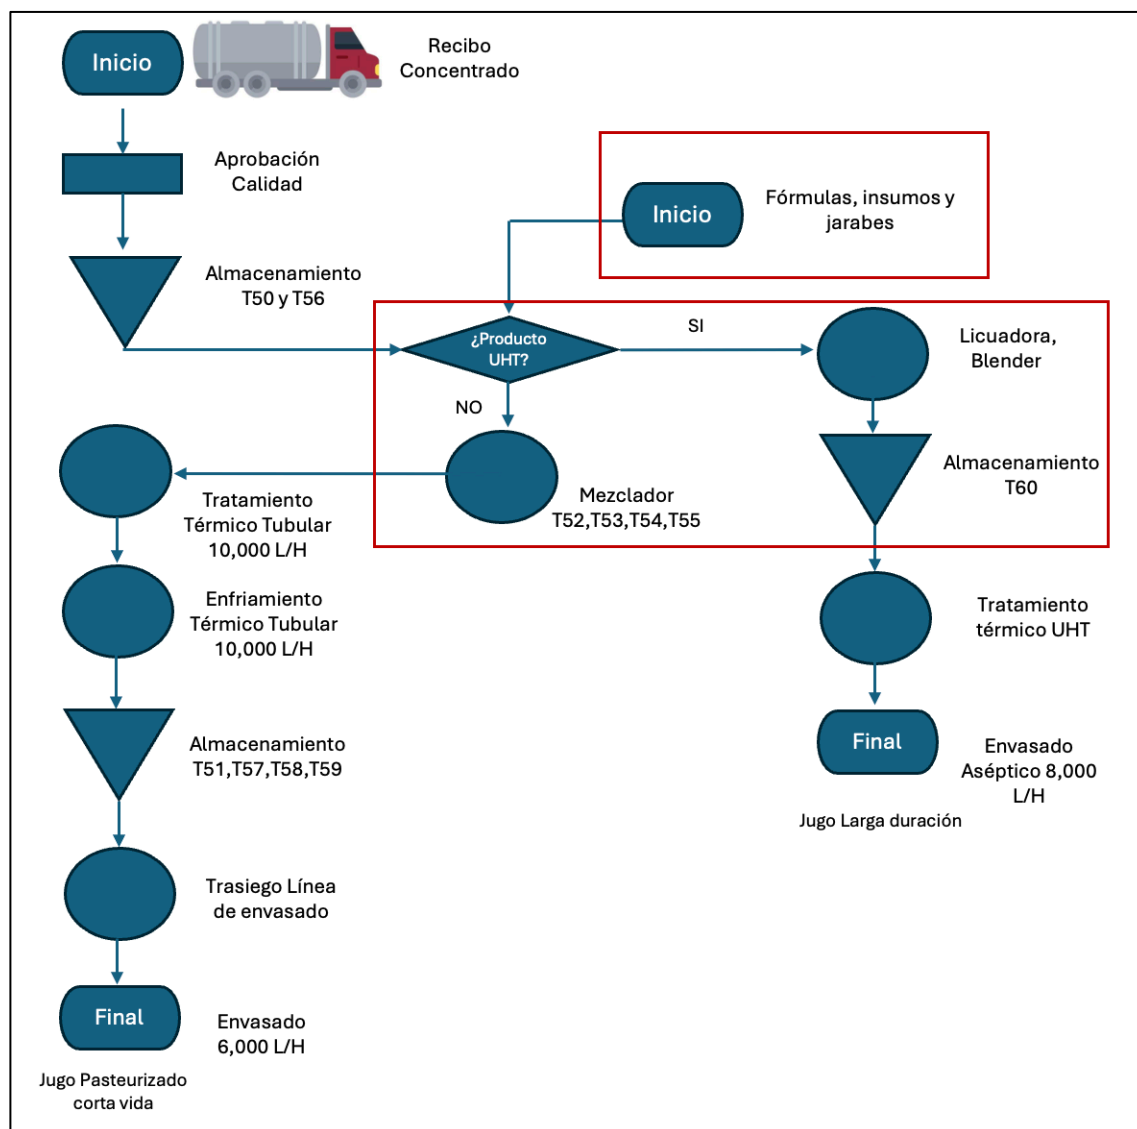 Inicio
Recibo
Concentrado
Aprobación
Calidad
Inicio
Fórmulas, insumos y
jarabes
Almacenamiento
T50 y T56
¿Producto
UHT?
SI
NO
Licuadora,
Blender
Almacenamiento
T60
Mezclador
T52,T53,T54,T55
Tratamiento
Térmico Tubular
10,000 L/H
Enfriamiento
Térmico Tubular
10,000 L/H
Tratamiento
térmico UHT
Almacenamiento
T51,T57,T58,T59
Final
Envasado
Aséptico 8,000
L/H
Jugo Larga duración
Trasiego Línea
de envasado
Final
Envasado
6,000 L/H
Jugo Pasteurizado
corta vida